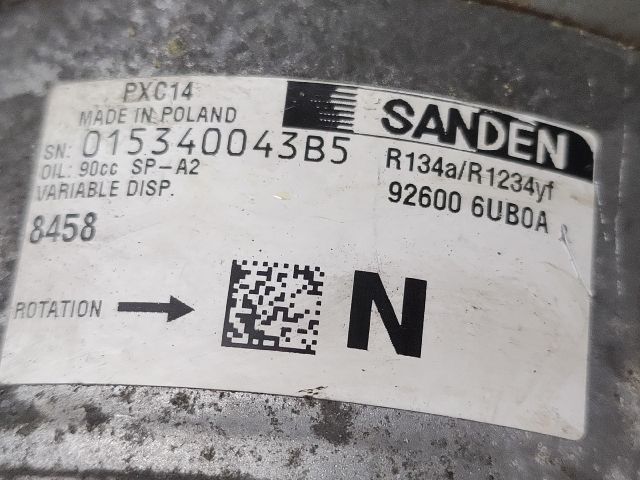 PXC14
MADE IN POLAND
SANDEN
SN: 015340043B5
OIL: 90cc SP-A2
VARIABLE DISP.
R134a/R1234yf
92600 6UB0A
8458
ROTATION
N